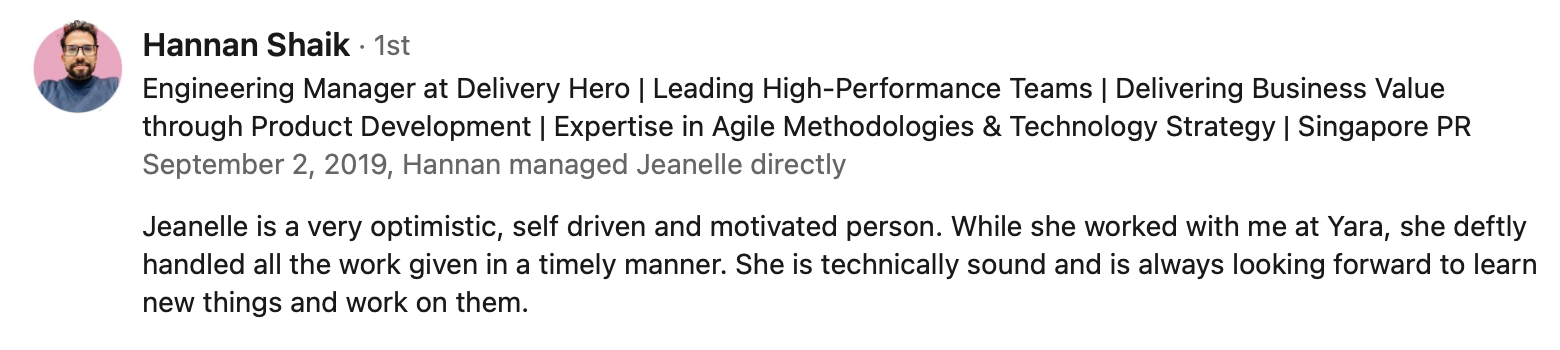 Hannan Shaik · 1st
Engineering Manager at Delivery Hero | Leading High-Performance Teams | Delivering Business Value
through Product Development | Expertise in Agile Methodologies & Technology Strategy | Singapore PR
September 2, 2019, Hannan managed Jeanelle directly
Jeanelle is a very optimistic, self driven and motivated person. While she worked with me at Yara, she deftly
handled all the work given in a timely manner. She is technically sound and is always looking forward to learn
new things and work on them.